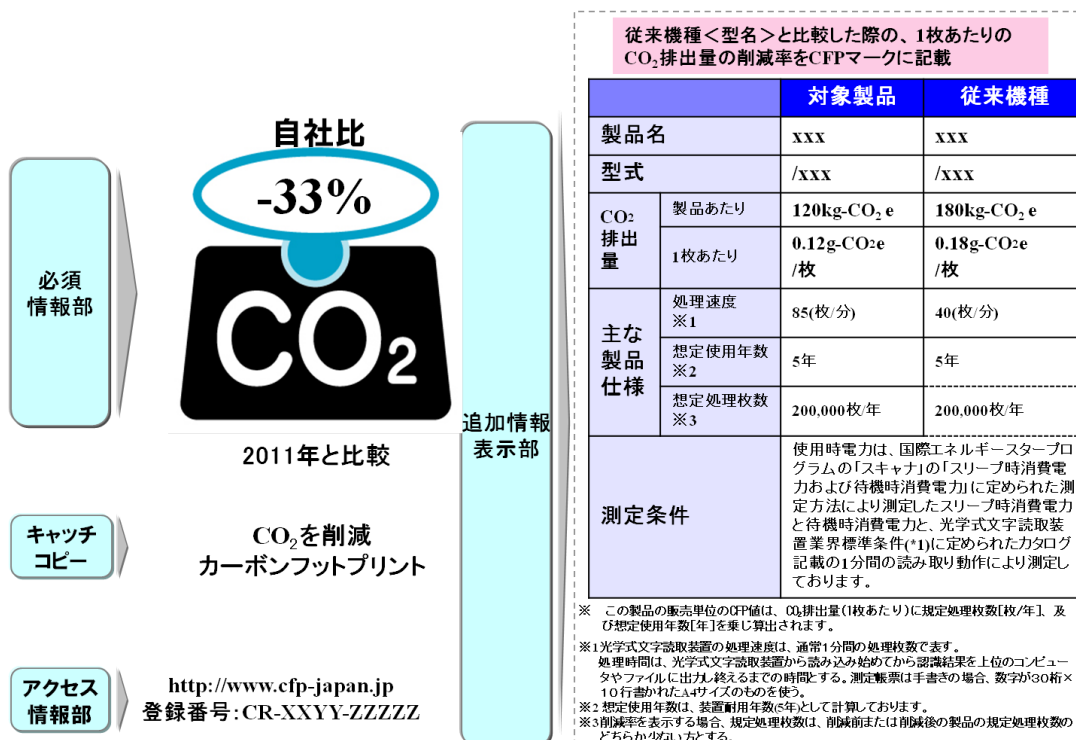 従来機種<型名>と比較した際の、1枚あたりの
CO₂排出量の削減率をCFPマークに記載
対象製品
従来機種
製品名
xxx
xxx
型式
/xxx
/xxx
CO2
排出
量
製品あたり
120kg-CO₂ e
180kg-CO₂ e
1枚あたり
0.12g-CO2e
/枚
0.18g-CO2e
/枚
主な
製品
仕様
処理速度
※1
85(枚/分)
40(枚/分)
想定使用年数
※2
5年
5年
想定処理枚数
※3
200,000枚/年
200,000枚/年
測定条件
使用時電力は、国際エネルギースタープロ
グラムの「スキャナ」の「スリープ時消費電
力および待機時消費電力」に定められた測
定方法により測定したスリープ時消費電力
と待機時消費電力と、光学式文字読取装
置業界標準条件(*1)に定められたカタログ
記載の1分間の読み取り動作により測定し
ております。
※ この製品の販売単位のCFP値は、CO₂排出量(1枚あたり)に規定処理枚数[枚/年]、及
び想定使用年数[年]を乗じ算出されます。
※1光学式文字読取装置の処理速度は、通常1分間の処理枚数で表す。
処理時間は、光学式文字読取装置から読み込み始めてから認識結果を上位のコンピュー
タやファイルに出力し終えるまでの時間とする。測定帳票は手書きの場合、数字が30桁×
10行書かれたA4サイズのものを使う。
※2 想定使用年数は、装置耐用年数(5年)として計算しております。
※3削減率を表示する場合、規定処理枚数は、削減前または削減後の製品の規定処理枚数の
どちらか少ない方とする。
必須
情報部
自社比
-33%
CO2
2011年と比較
追加情報
表示部
キャッチ
コピー
CO₂を削減
カーボンフットプリント
アクセス
情報部
http://www.cfp-japan.jp
登録番号:CR-XXYY-ZZZZZ